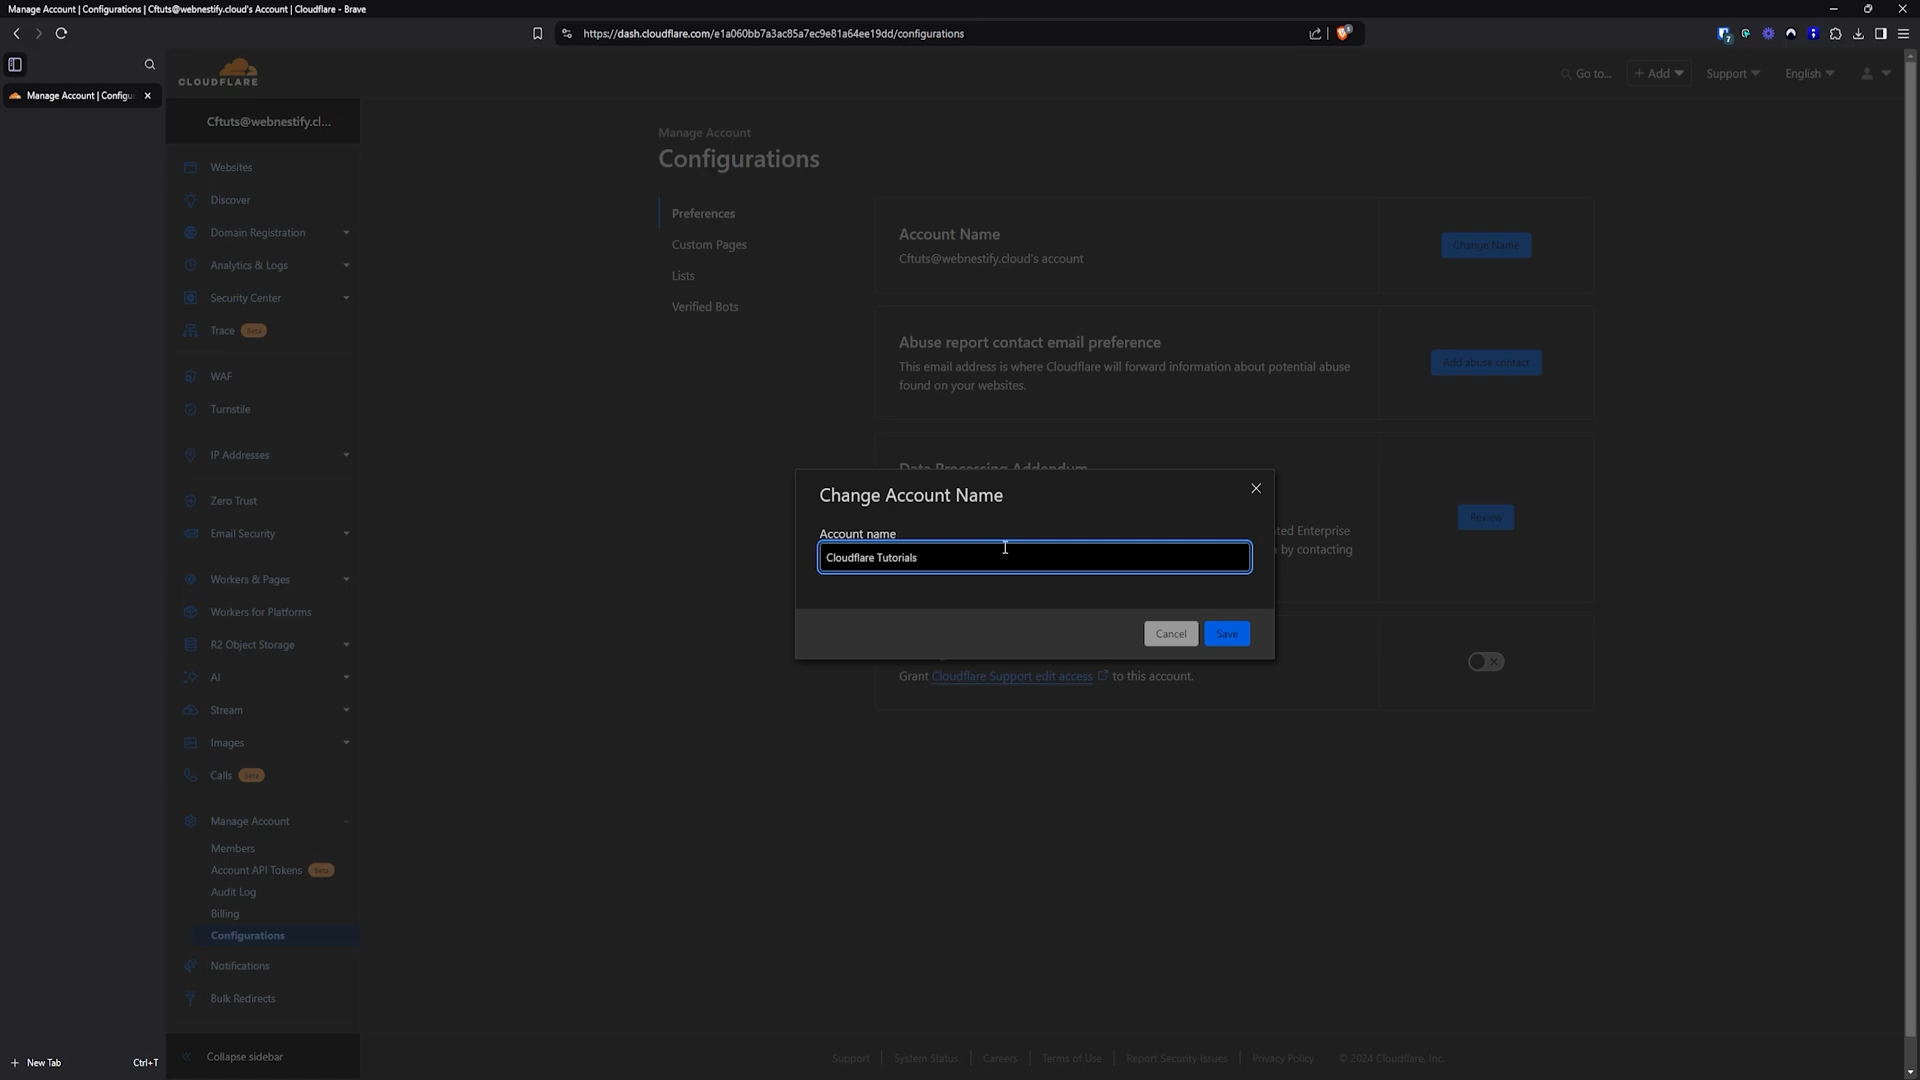 Manage Account | Configurations | Cftuts@webnestify.cloud's Account | Cloudflare - Brave
https://dash.cloudflare.com/e1a060bb7a3ac85a7ec9e81a64ee19dd/configurations
Manage Account | Configu
CLOUDFLARE
Go to...
+ Add
Support
English
Cftuts@webnestify.cl...
Websites
Discover
Domain Registration
Analytics & Logs
Security Center
Trace Beta
WAF
Turnstile
IP Addresses
Zero Trust
Email Security
Workers & Pages
Workers for Platforms
R2 Object Storage
AI
Stream
Images
Calls Beta
Manage Account
Members
Account API Tokens Beta
Audit Log
Billing
Configurations
Notifications
Bulk Redirects
Collapse sidebar
+ New Tab Ctrl+T
Manage Account
Configurations
Preferences
Custom Pages
Lists
Verified Bots
Account Name
Cftuts@webnestify.cloud's account
Change Name
Abuse report contact email preference
This email address is where Cloudflare will forward information about potential abuse
found on your websites.
Add abuse contact
Data Processing Addendum
ted Enterprise
by contacting
Review
Change Account Name
Account name
Cloudflare Tutorials
Cancel
Save
Grant Cloudflare Support edit access to this account.
Support
System Status
Careers
Terms of Use
Report Security Issues
Privacy Policy
© 2024 Cloudflare, Inc.